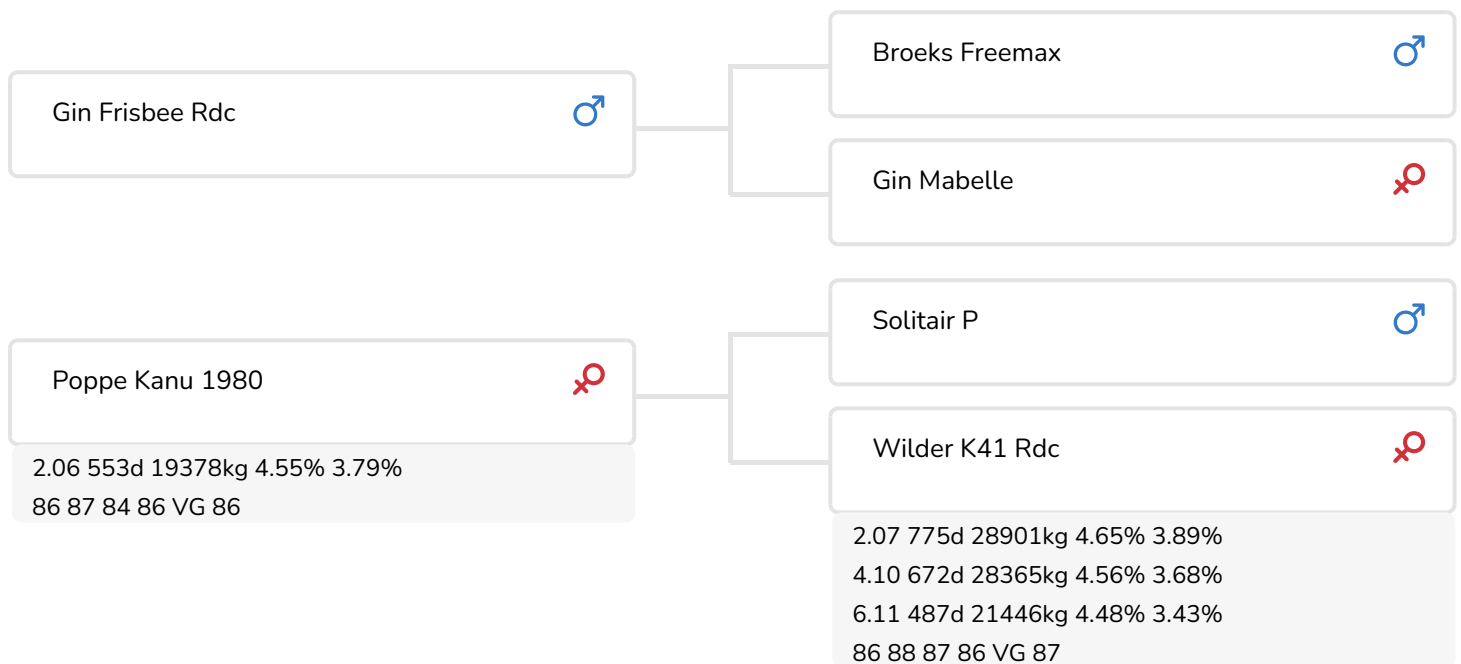 Gin Frisbee Rdc
Broeks Freemax
Gin Mabelle
Poppe Kanu 1980
2.06 553d 19378kg 4.55% 3.79%
86 87 84 86 VG 86
Solitair P
Wilder K41 Rdc
2.07 775d 28901kg 4.65% 3.89%
4.10 672d 28365kg 4.56% 3.68%
6.11 487d 21446kg 4.48% 3.43%
86 88 87 86 VG 87